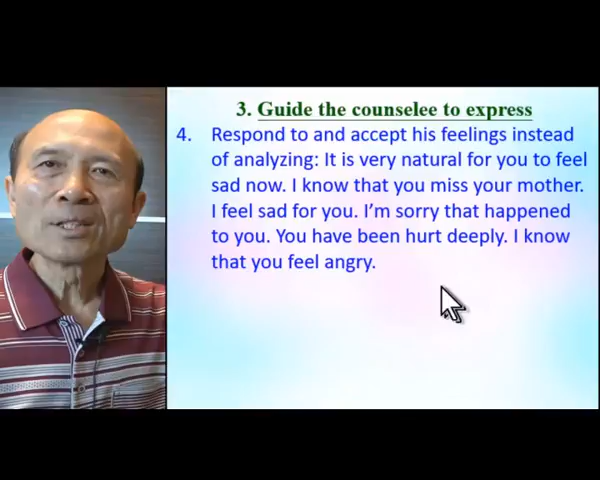 3. Guide the counselee to express
4. Respond to and accept his feelings instead
of analyzing: It is very natural for you to feel
sad now. I know that you miss your mother.
I feel sad for you. I’m sorry that happened
to you. You have been hurt deeply. I know
that you feel angry.